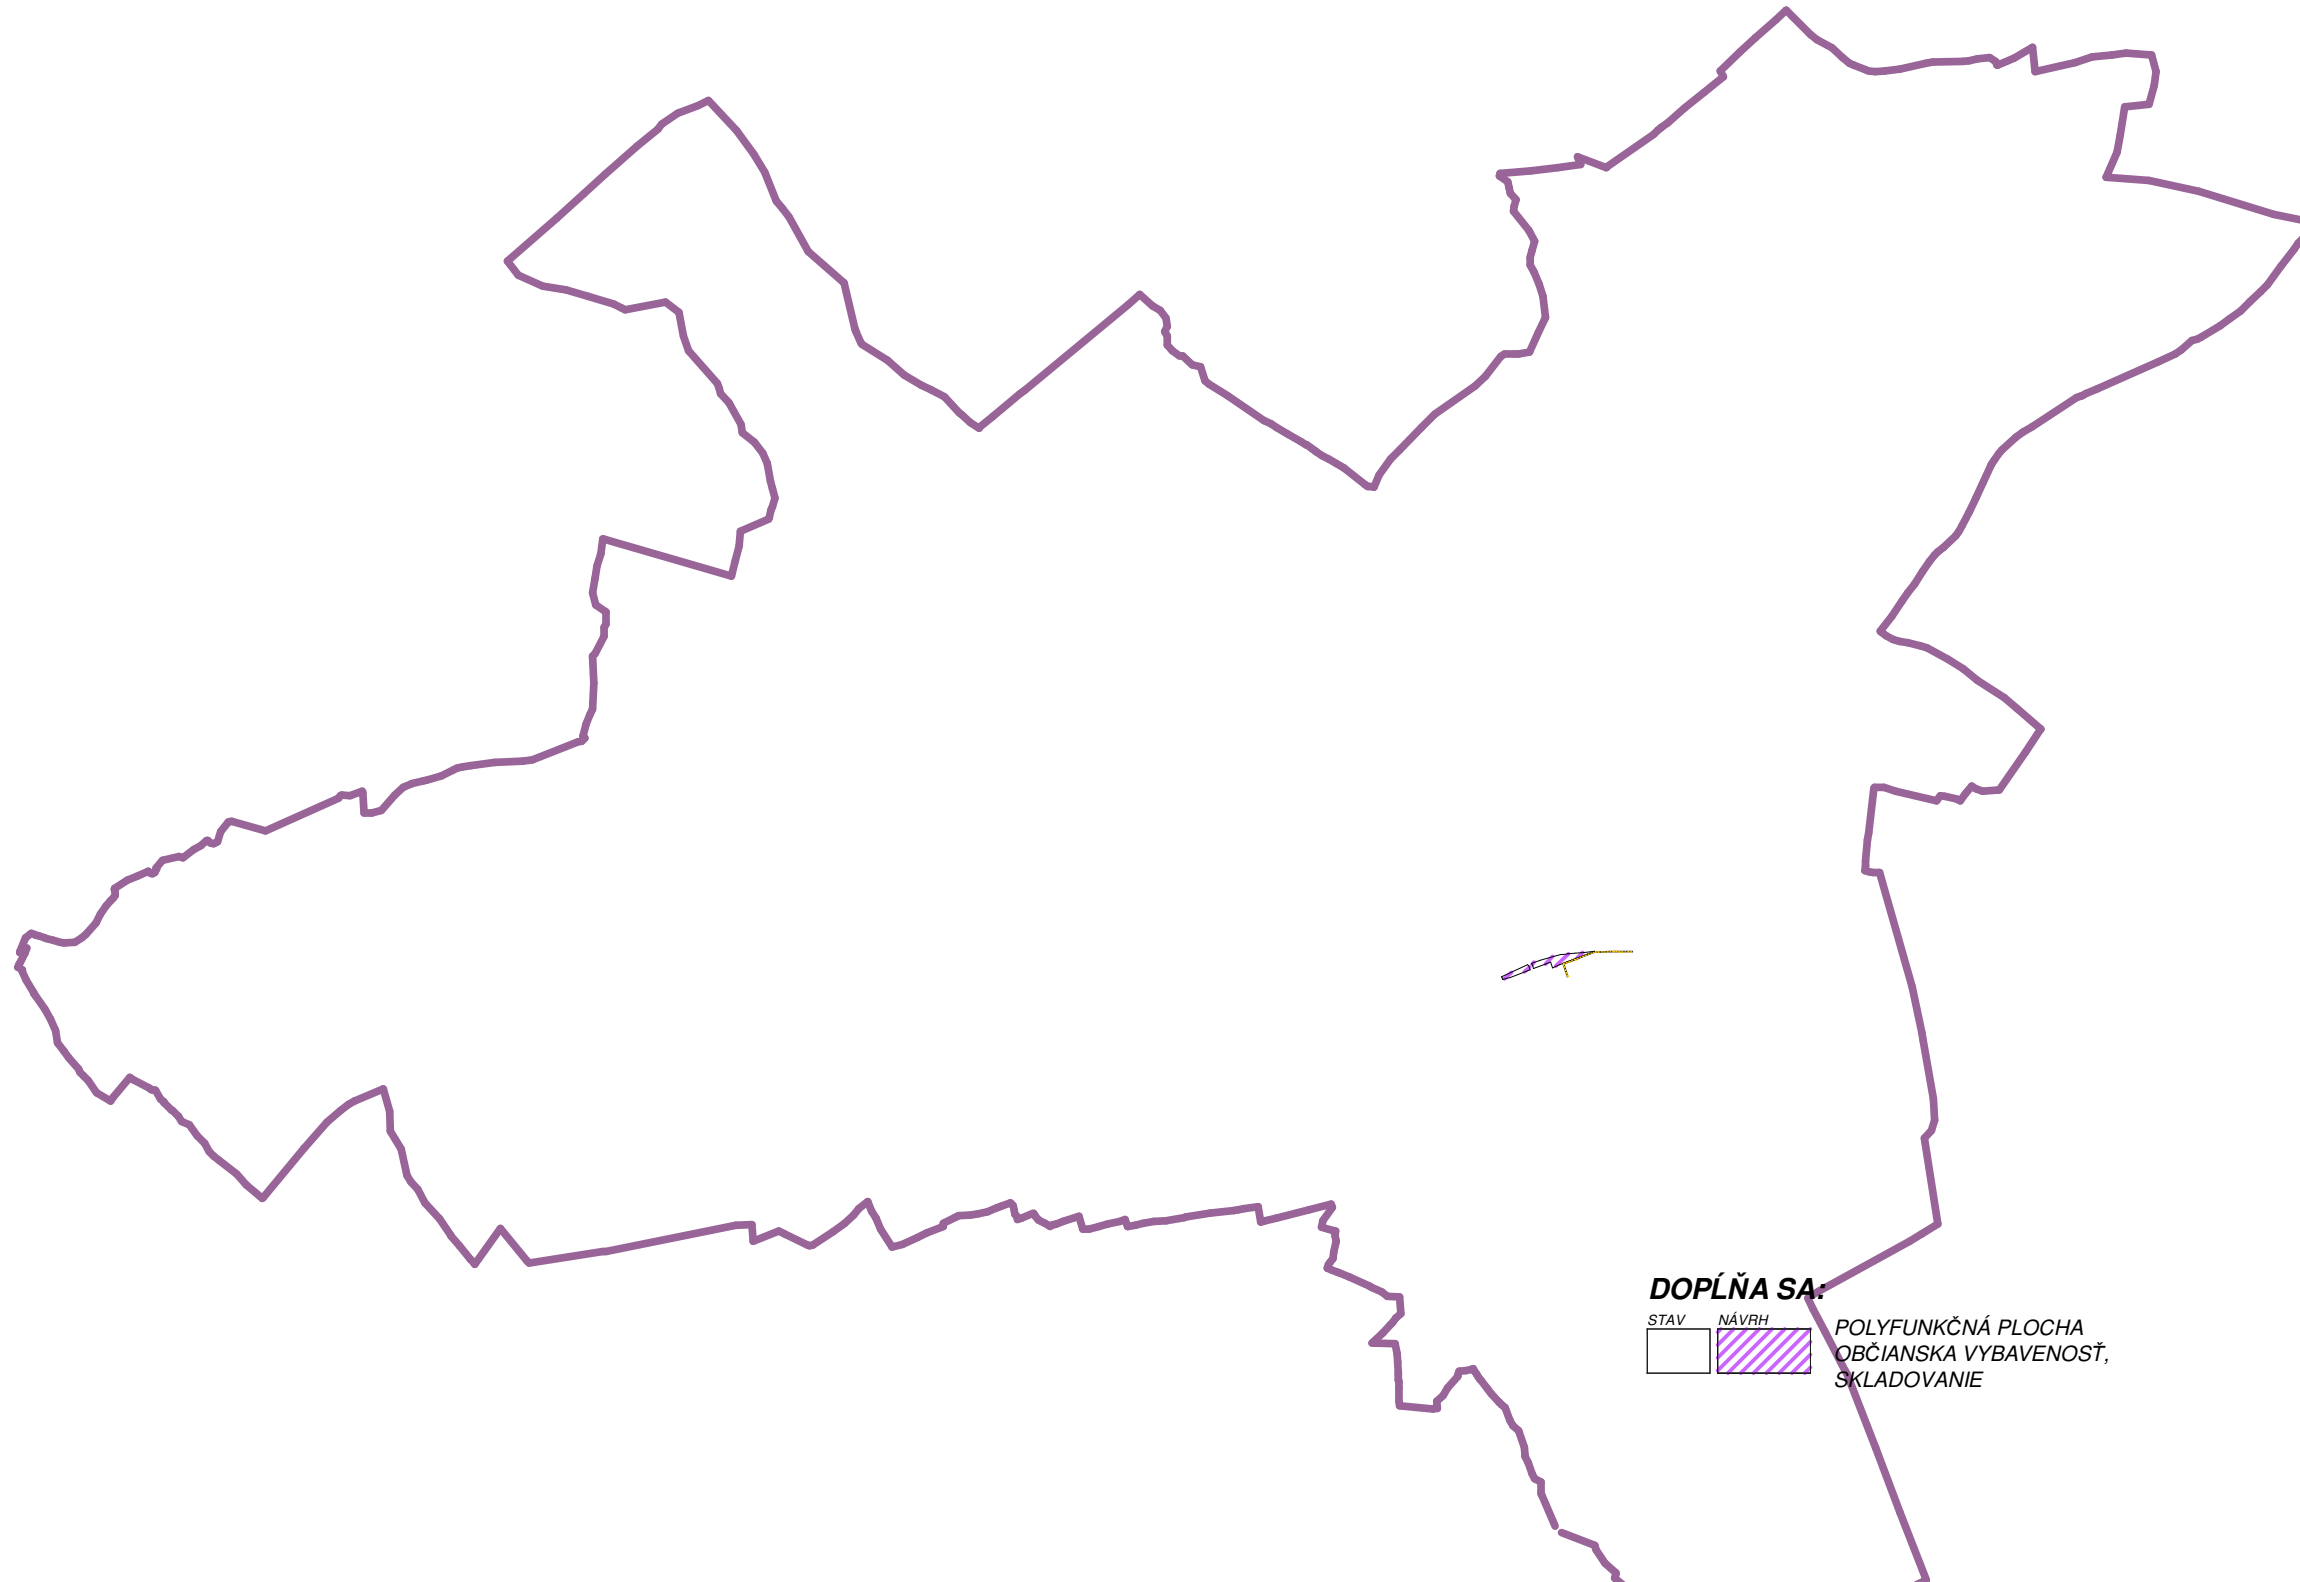 DOPĹŇA SA:
STAV NÁVRH
POLYFUNKČNÁ PLOCHA
OBČIANSKA VYBAVENOSŤ,
SKLADOVANIE